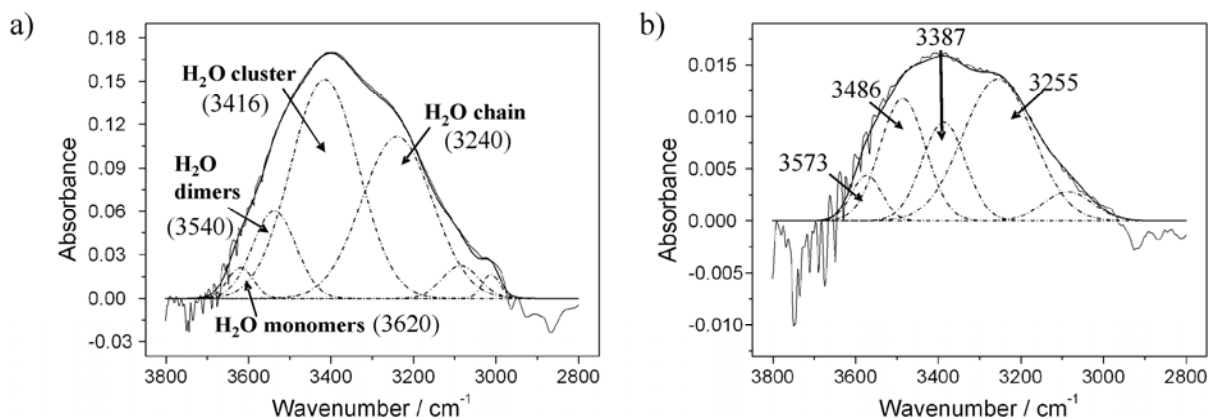 a)
0.18
0.15
0.12
0.09
0.06
0.03
0.00
-0.03
Absorbance
H₂O cluster
(3416)
H₂O chain
(3240)
H₂O
dimers
(3540)
H₂O monomers (3620)
3800 3600 3400 3200 3000 2800
Wavenumber / cm⁻¹
b)
0.015
0.010
0.005
0.000
-0.005
-0.010
Absorbance
3387
3486
3255
3573
3800 3600 3400 3200 3000 2800
Wavenumber / cm⁻¹